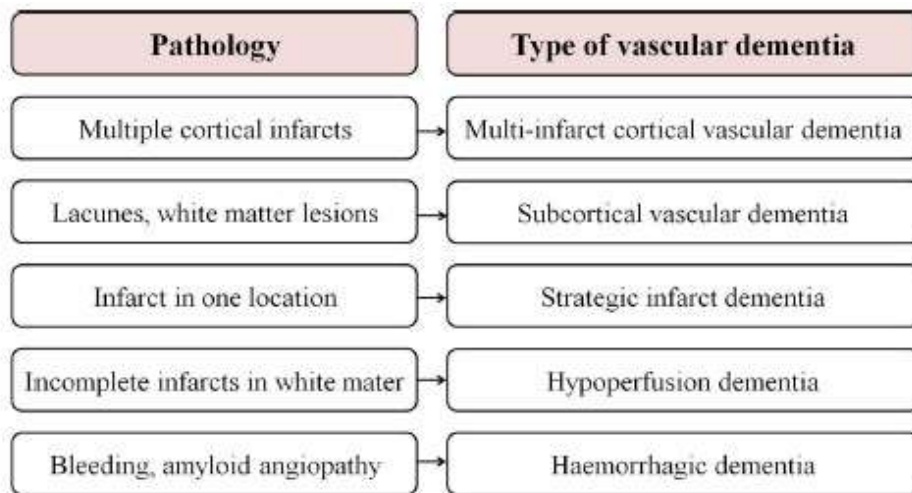 Pathology
Type of vascular dementia
Multiple cortical infarcts
Multi-infarct cortical vascular dementia
Lacunes, white matter lesions
Subcortical vascular dementia
Infarct in one location
Strategic infarct dementia
Incomplete infarcts in white mater
Hypoperfusion dementia
Bleeding, amyloid angiopathy
Haemorrhagic dementia